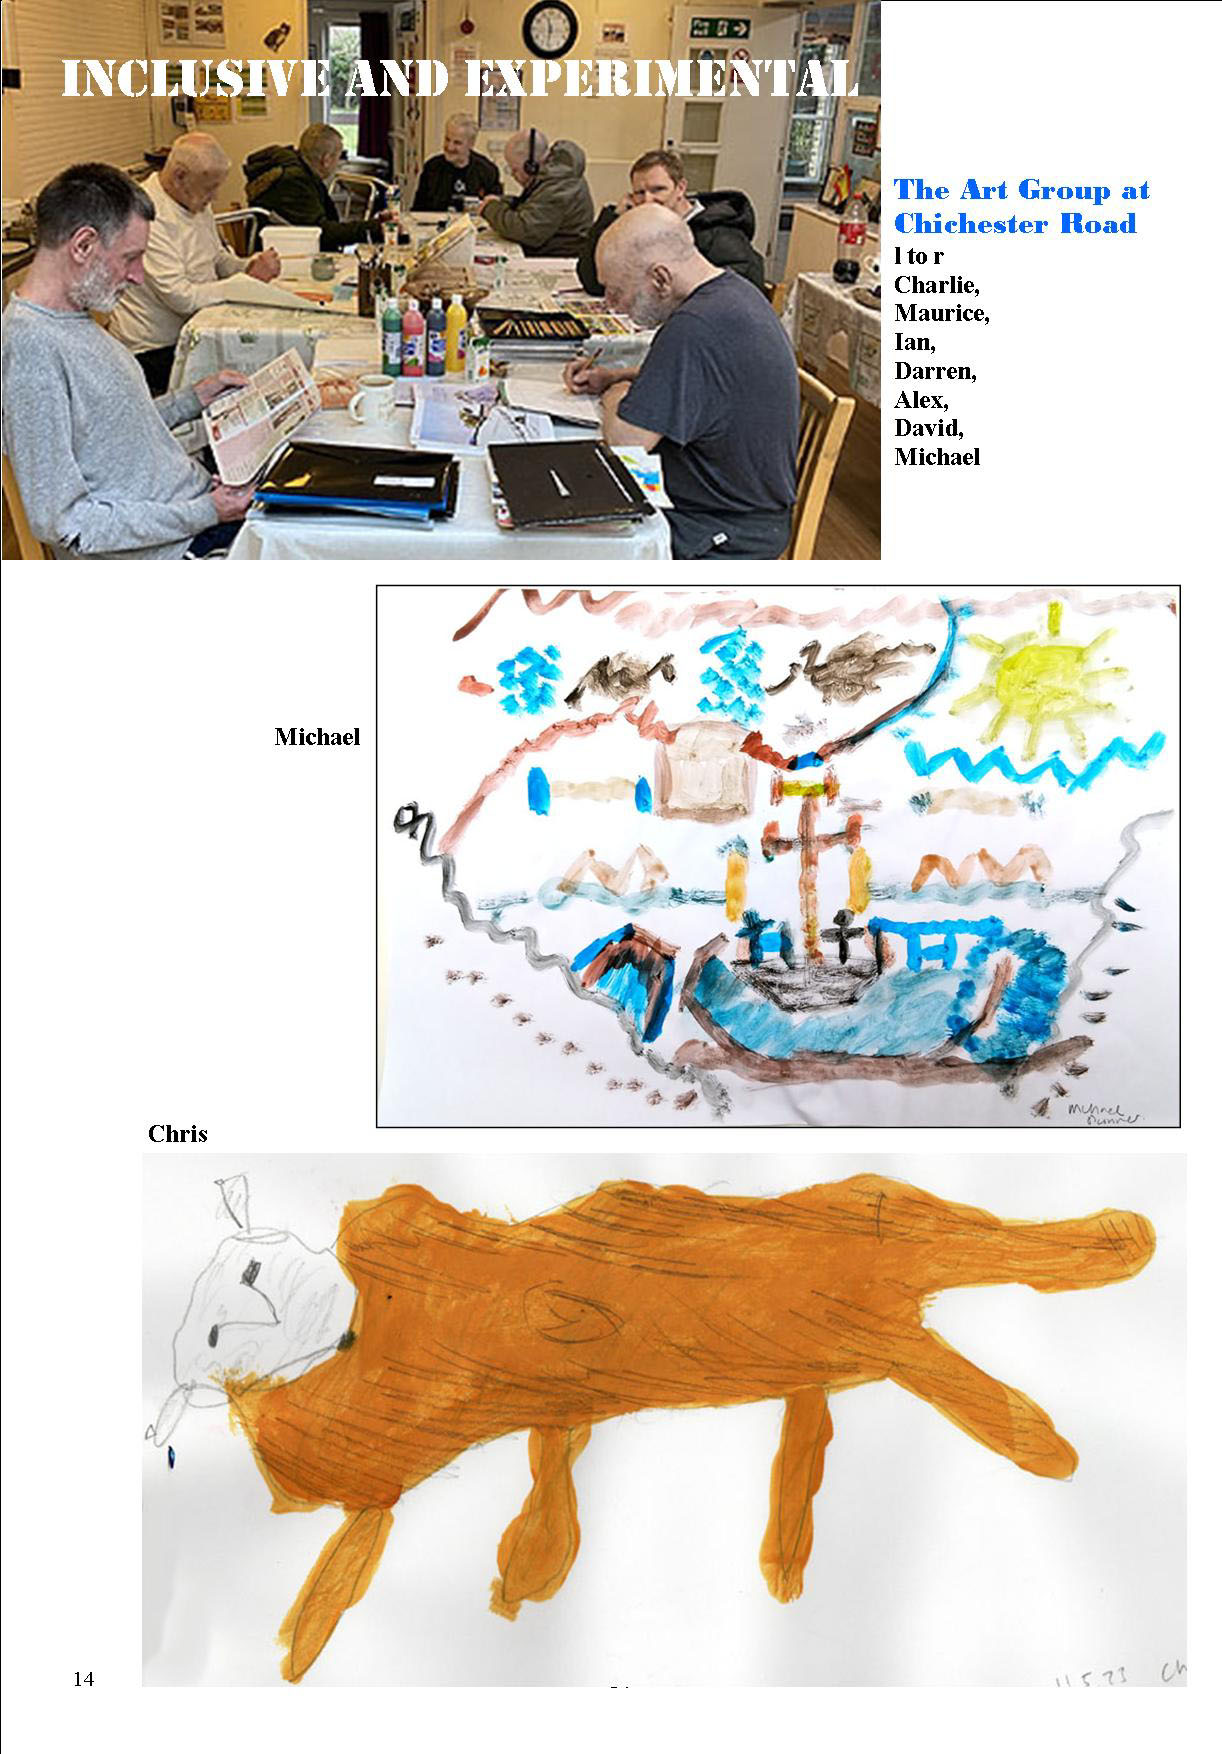 INCLUSIVE AND EXPERIMENTAL
The Art Group at
Chichester Road
l to r
Charlie,
Maurice,
Ian,
Darren,
Alex,
David,
Michael
Michael
Michael
Chris
11.5.23 Ch
14